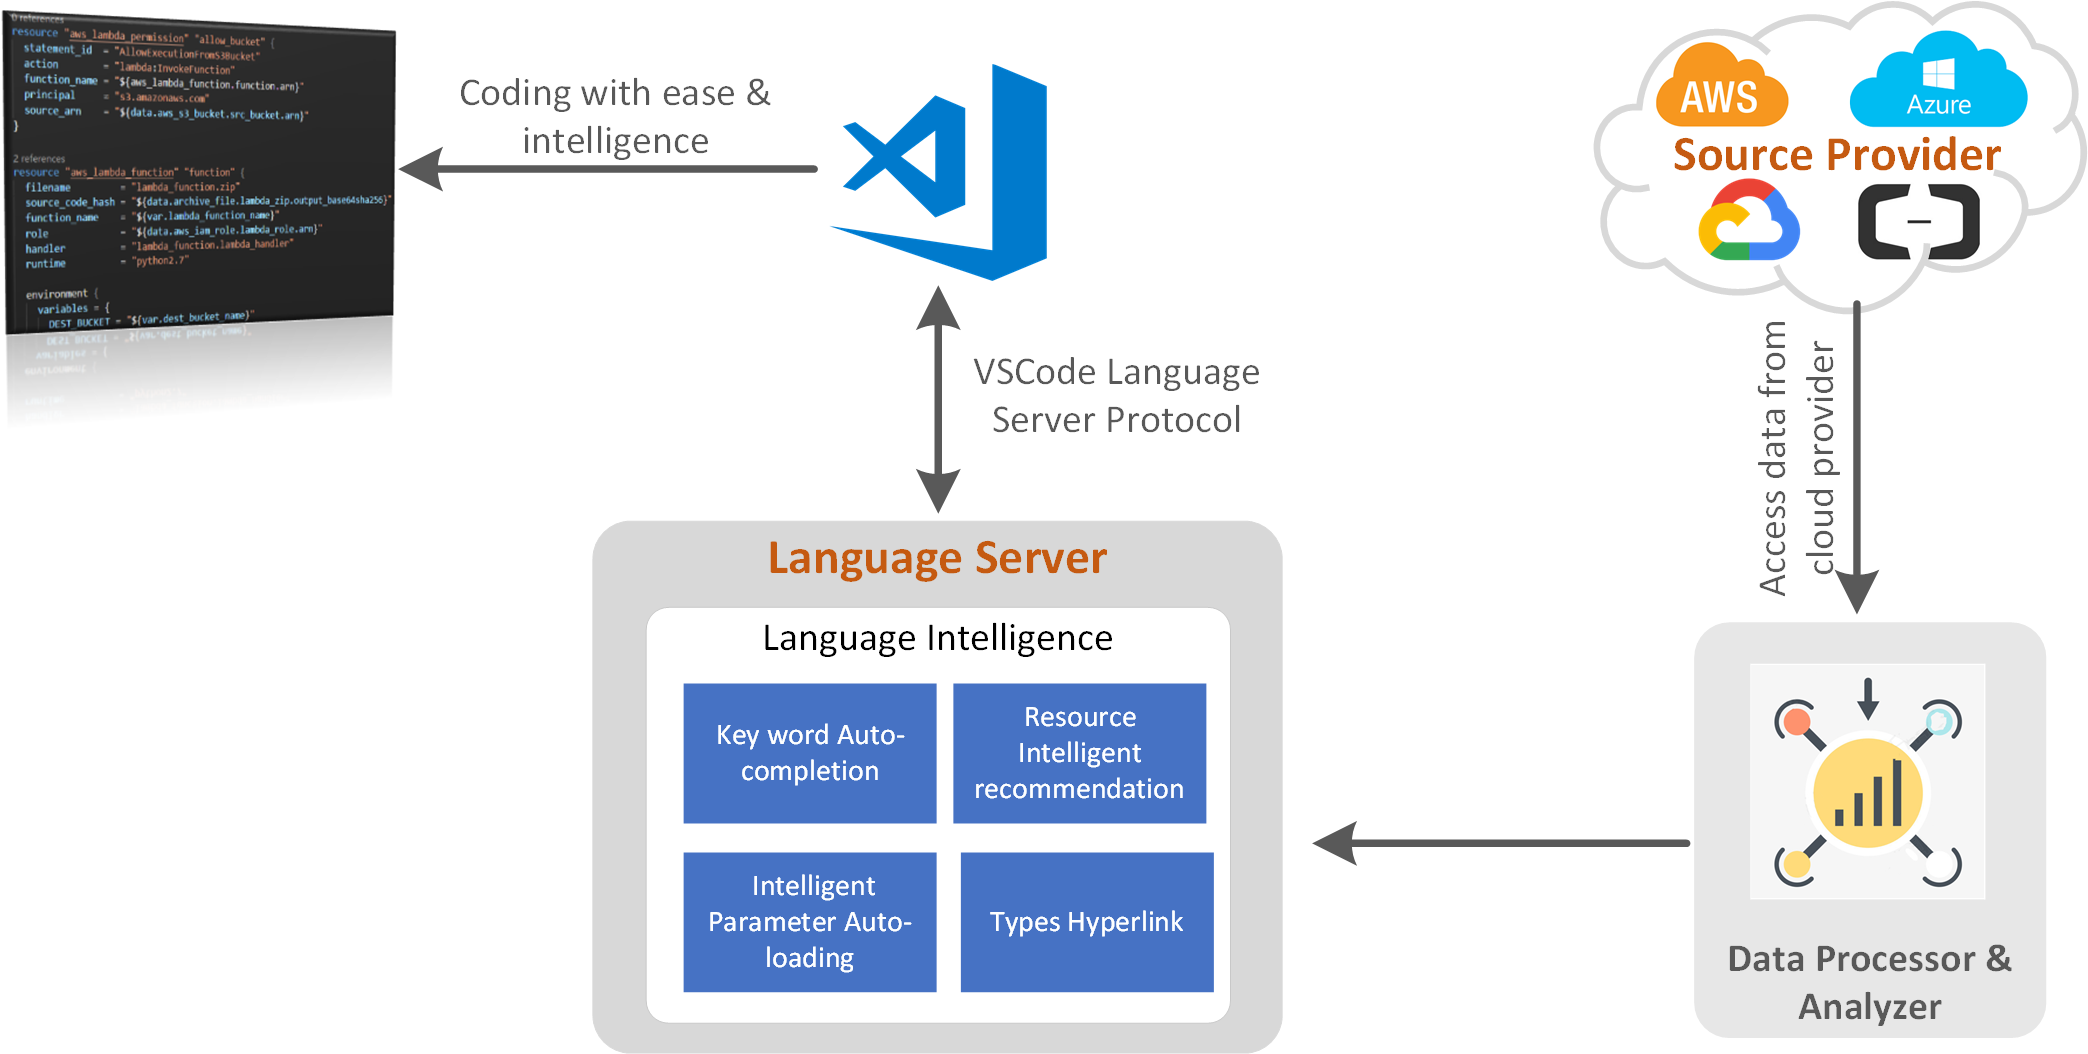 0 references
resource "aws_lambda_permission" "allow_bucket" {
statement_id = "AllowExecutionFromS3Bucket"
action = "lambda:InvokeFunction"
function_name = "${aws_lambda_function.function.arn}"
principal = "s3.amazonaws.com"
source_arn = "${data.aws_s3_bucket.src_bucket.arn}"
}
2 references
resource "aws_lambda_function" "function" {
filename = "lambda_function.zip"
source_code_hash = "${data.archive_file.lambda_zip.output_base64sha256}"
function_name = "${var.lambda_function_name}"
role = "${data.aws_iam_role.lambda_role.arn}"
handler = "lambda_function.lambda_handler"
runtime = "python2.7"
environment {
variables = {
DEST_BUCKET = "${var.dest_bucket_name}"
Coding with ease &
intelligence
AWS
Azure
Source Provider
VSCode Language
Server Protocol
Access data from
cloud provider
Language Server
Language Intelligence
Key word Auto-
completion
Resource
Intelligent
recommendation
Intelligent
Parameter Auto-
loading
Types Hyperlink
Data Processor &
Analyzer